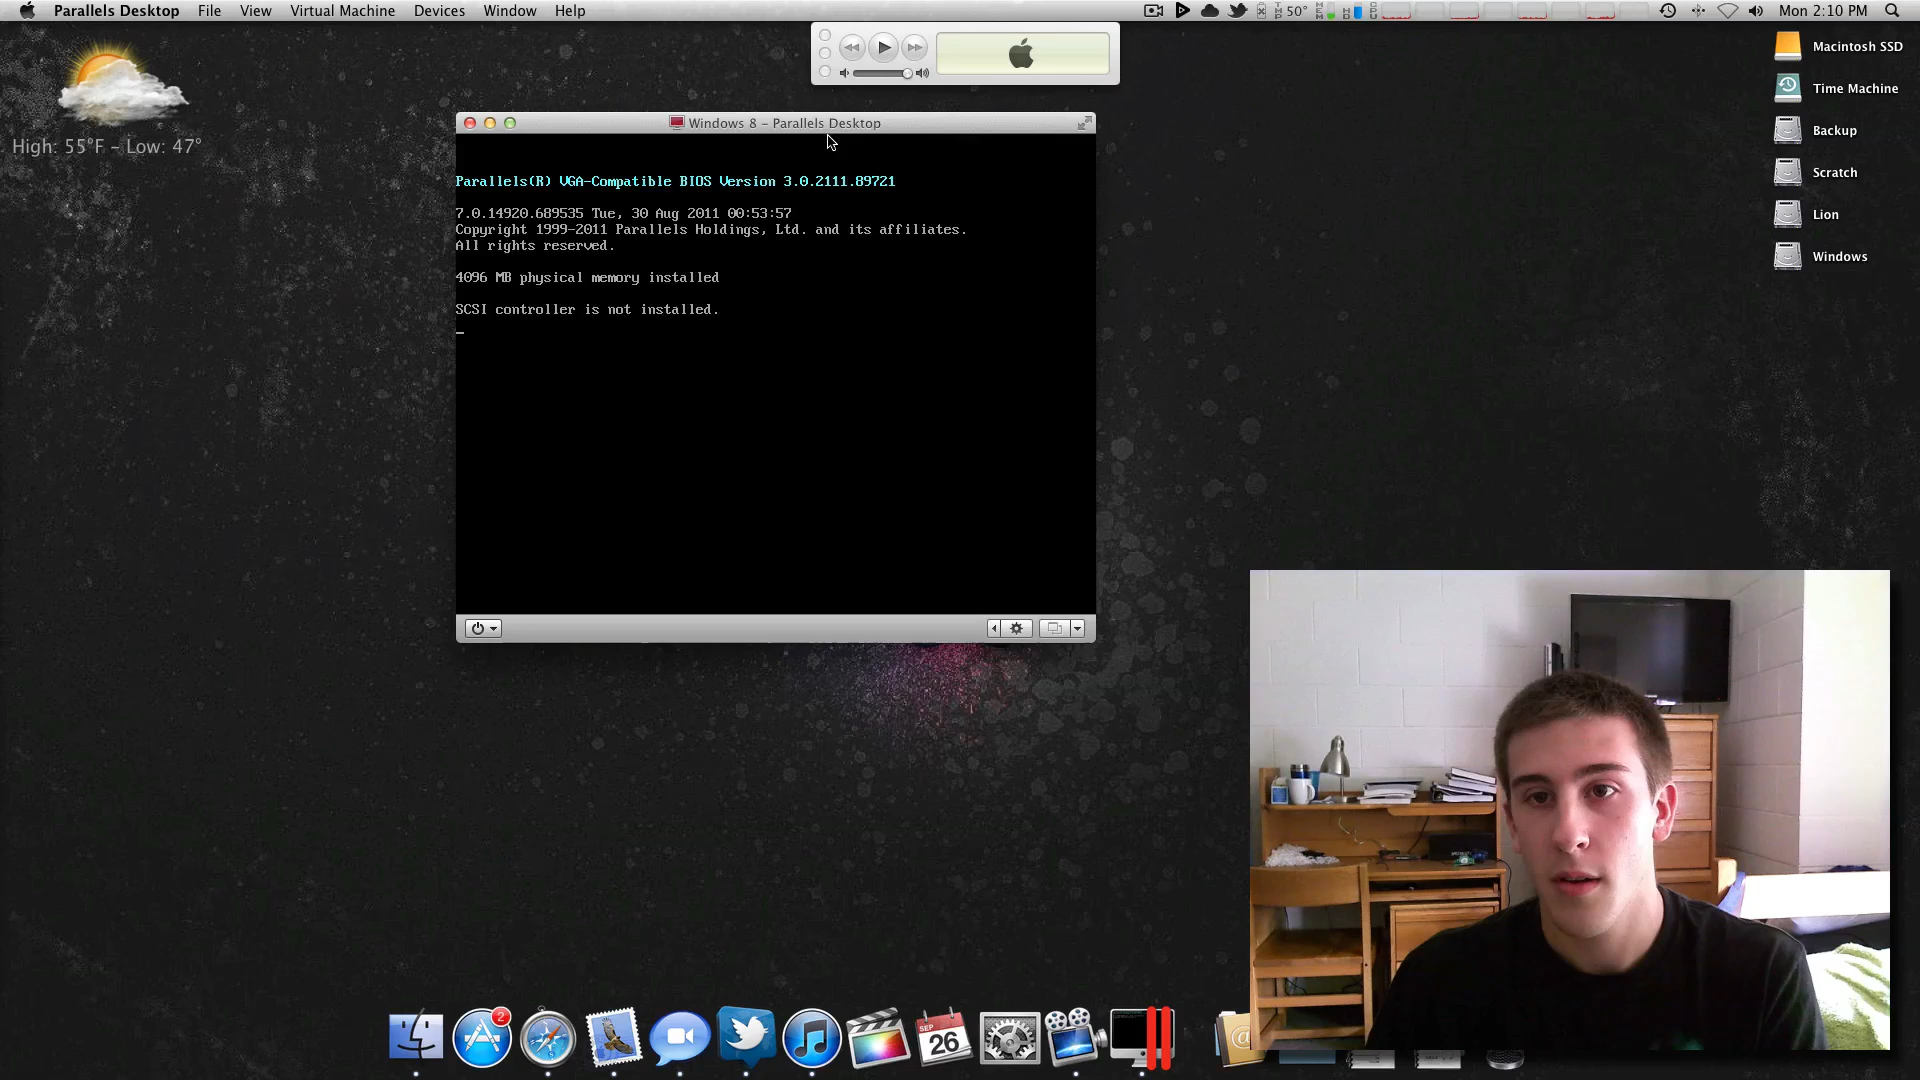 Parallels Desktop File View Virtual Machine Devices Window Help
50° Mon 2:10 PM
Macintosh SSD
Time Machine
High: 55°F – Low: 47°
Backup
Scratch
Lion
Windows
Windows 8 – Parallels Desktop
Parallels(R) VGA-Compatible BIOS Version 3.0.2111.89721
7.0.14920.689535 Tue, 30 Aug 2011 00:53:57
Copyright 1999-2011 Parallels Holdings, Ltd. and its affiliates.
All rights reserved.
4096 MB physical memory installed
SCSI controller is not installed.
_
2
SEP
26
@